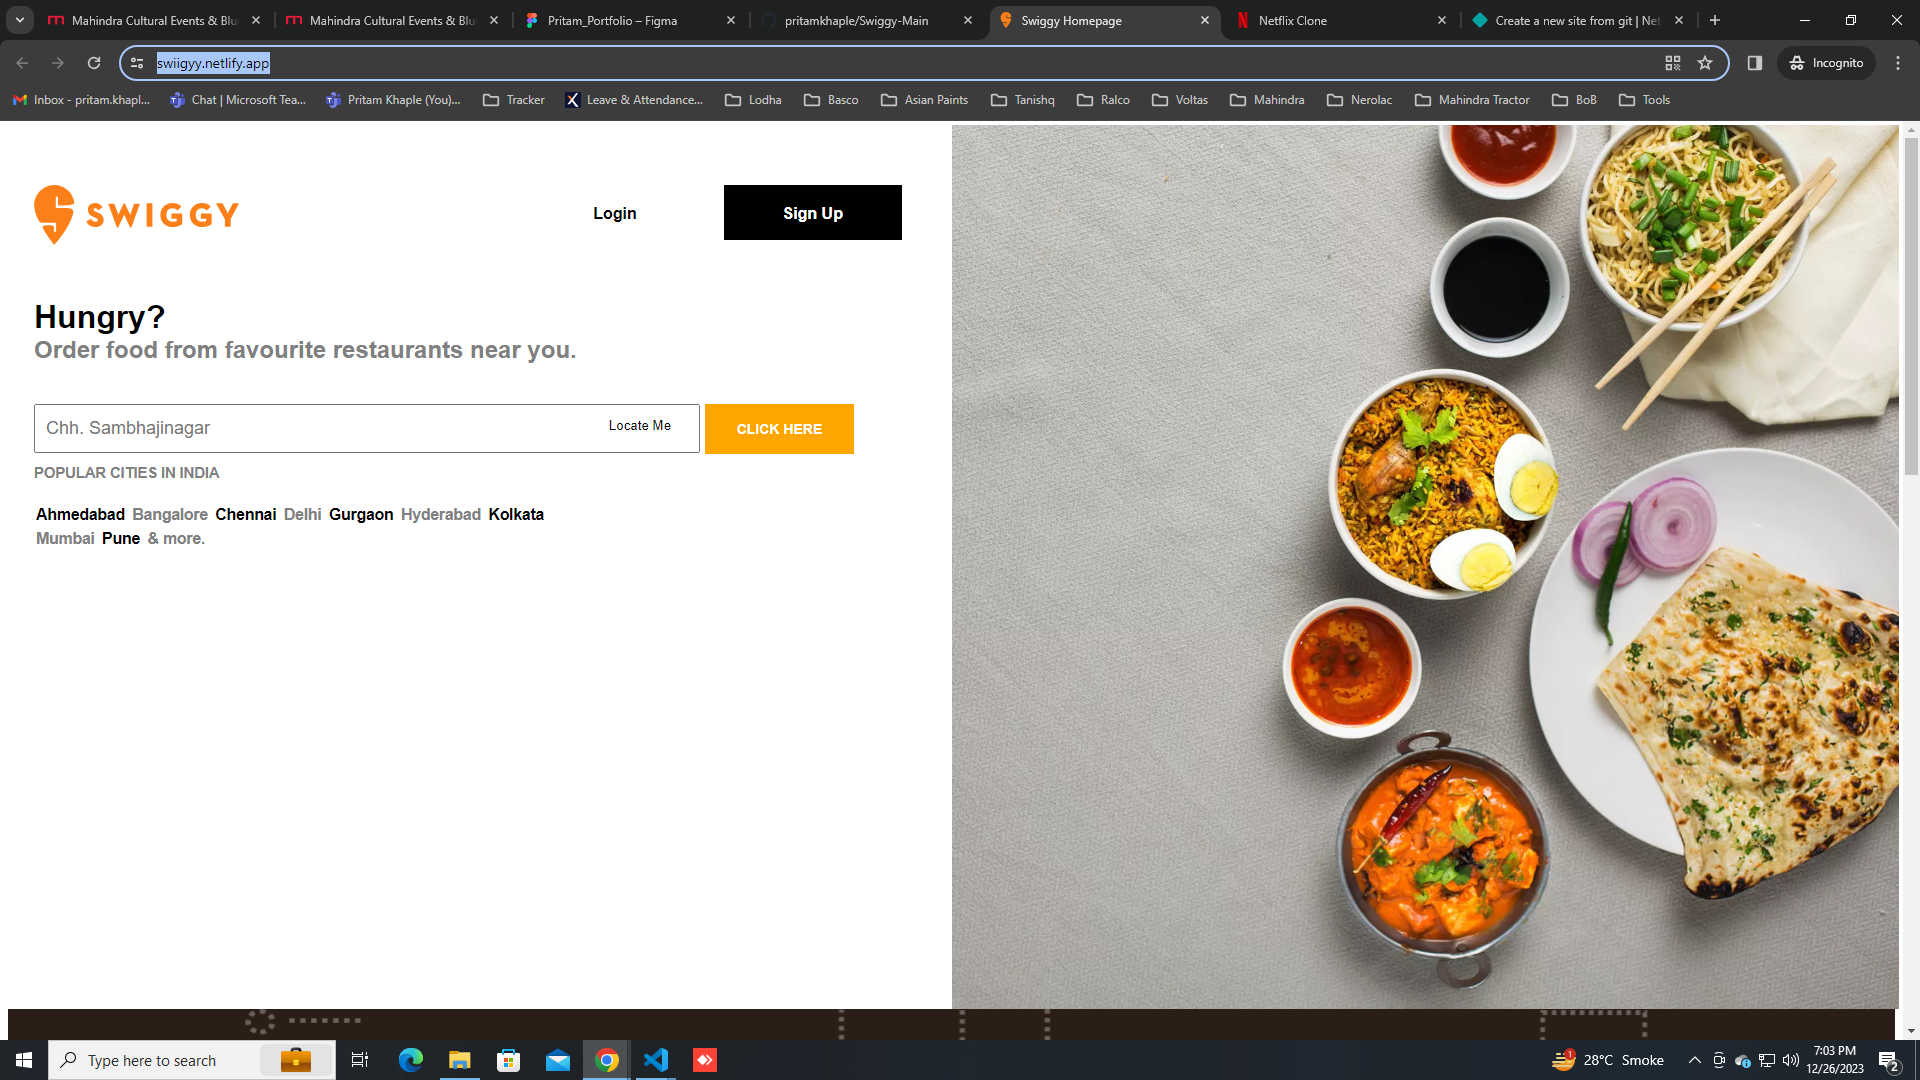 Mahindra Cultural Events & Blu
Mahindra Cultural Events & Blu
Pritam_Portfolio – Figma
pritamkhaple/Swiggy-Main
Swiggy Homepage
Netflix Clone
Create a new site from git | Net
swiigyy.netlify.app
Incognito
Inbox - pritam.khapl...
Chat | Microsoft Tea...
Pritam Khaple (You)...
Tracker
Leave & Attendance...
Lodha
Basco
Asian Paints
Tanishq
Ralco
Voltas
Mahindra
Nerolac
Mahindra Tractor
BoB
Tools
SWIGGY
Login
Sign Up
Hungry?
Order food from favourite restaurants near you.
Chh. Sambhajinagar
Locate Me
CLICK HERE
POPULAR CITIES IN INDIA
Ahmedabad Bangalore Chennai Delhi Gurgaon Hyderabad Kolkata
Mumbai Pune & more.
Type here to search
1
28°C Smoke
7:03 PM
12/26/2023
2